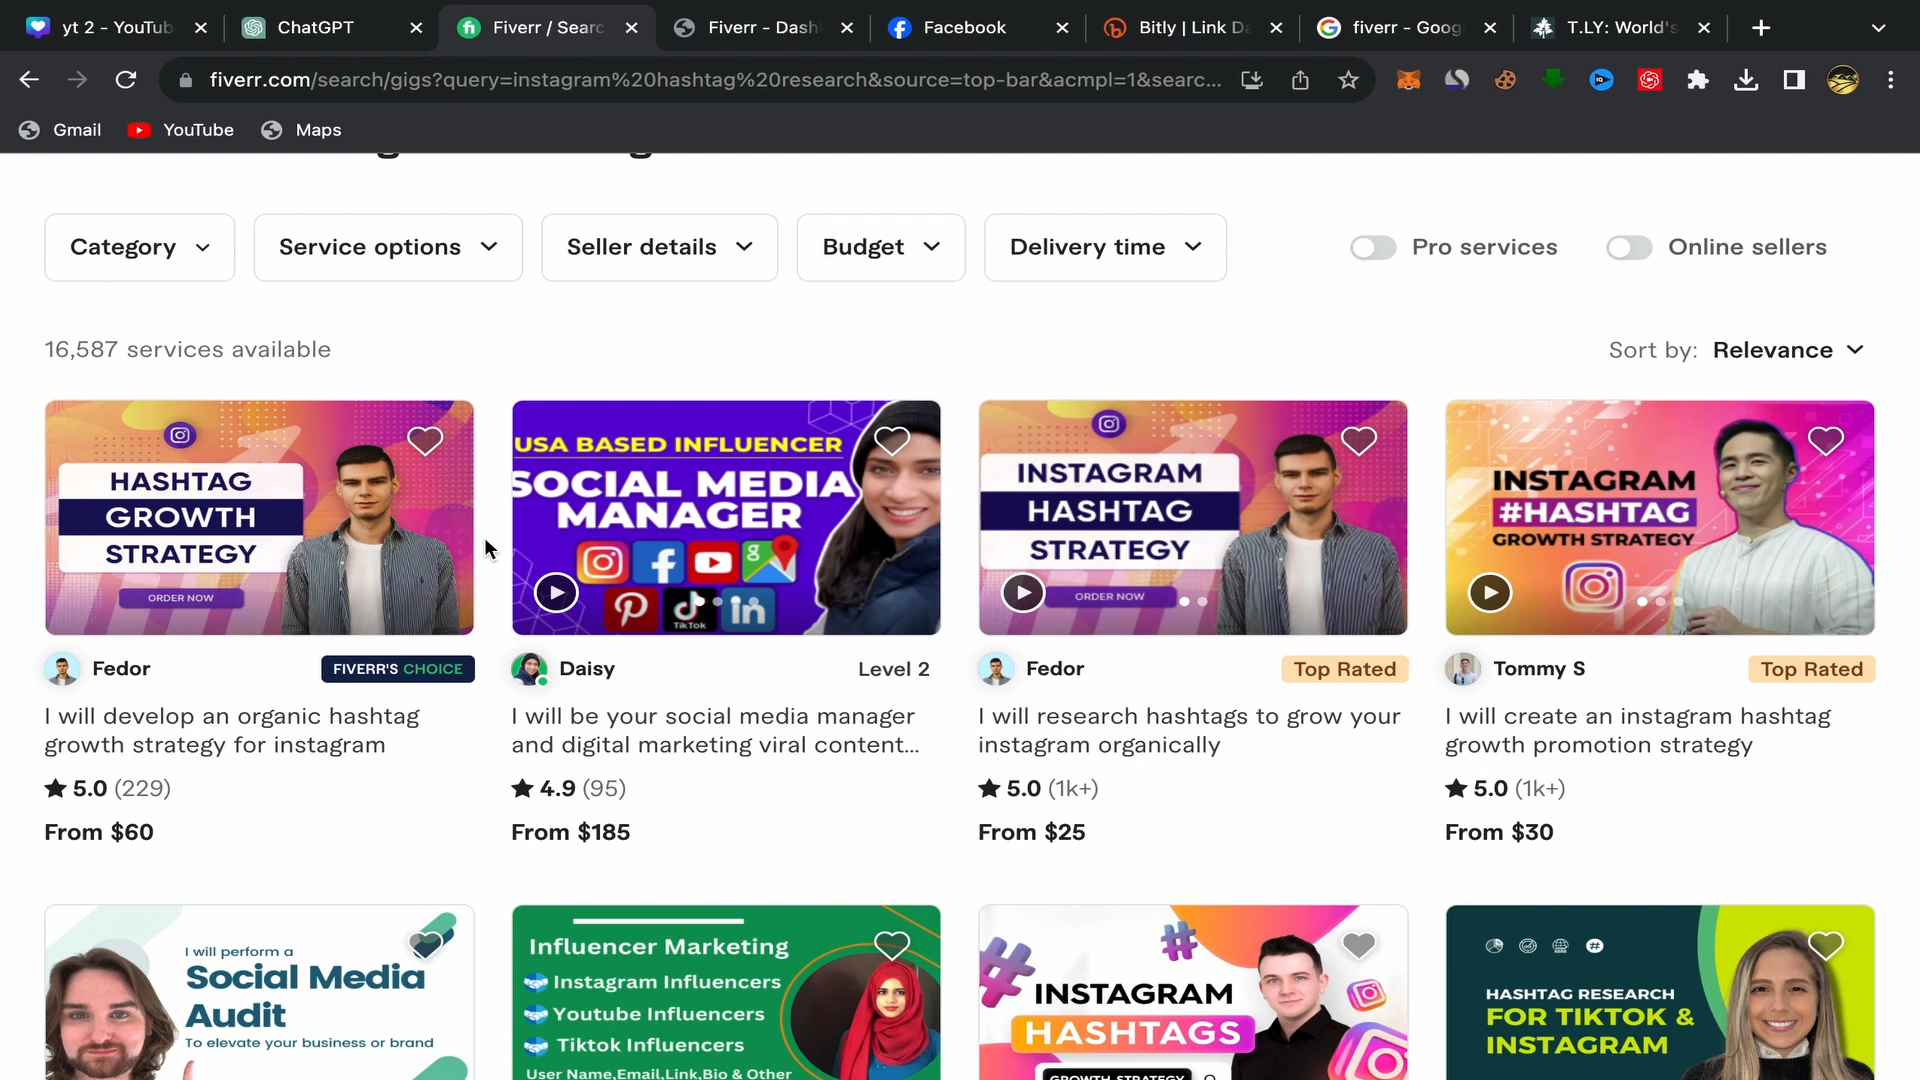 yt 2 - YouTub
ChatGPT
Fiverr / Searc
Fiverr - Dash
Facebook
Bitly | Link Da
fiverr - Goog
T.LY: World's
fiverr.com/search/gigs?query=instagram%20hashtag%20research&source=top-bar&acmpl=1&searc...
Gmail
YouTube
Maps
Category
Service options
Seller details
Budget
Delivery time
Pro services
Online sellers
16,587 services available
Sort by: Relevance
HASHTAG
GROWTH
STRATEGY
ORDER NOW
USA BASED INFLUENCER
SOCIAL MEDIA
MANAGER
TikTok
INSTAGRAM
HASHTAG
STRATEGY
ORDER NOW
INSTAGRAM
#HASHTAG
GROWTH STRATEGY
Fedor
FIVERR'S CHOICE
Daisy
Level 2
Fedor
Top Rated
Tommy S
Top Rated
I will develop an organic hashtag
growth strategy for instagram
I will be your social media manager
and digital marketing viral content...
I will research hashtags to grow your
instagram organically
I will create an instagram hashtag
growth promotion strategy
5.0 (229)
4.9 (95)
5.0 (1k+)
5.0 (1k+)
From $60
From $185
From $25
From $30
I will perform a
Social Media
Audit
To elevate your business or brand
Influencer Marketing
Instagram Influencers
Youtube Influencers
Tiktok Influencers
User Name,Email,Link,Bio & Other
INSTAGRAM
HASHTAGS
GROWTH STRATEGY
HASHTAG RESEARCH
FOR TIKTOK &
INSTAGRAM